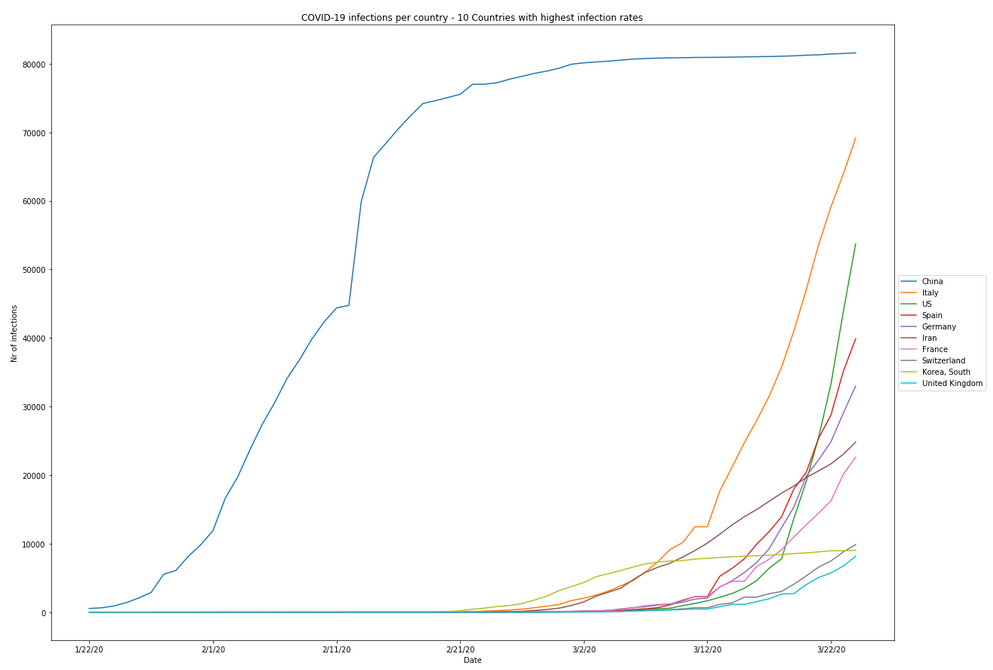 COVID-19 infections per country - 10 Countries with highest infection rates
Nr of infections
80000
70000
60000
50000
40000
30000
20000
10000
0
1/22/20
2/1/20
2/11/20
2/21/20
3/2/20
3/12/20
3/22/20
Date
China
Italy
US
Spain
Germany
Iran
France
Switzerland
Korea, South
United Kingdom